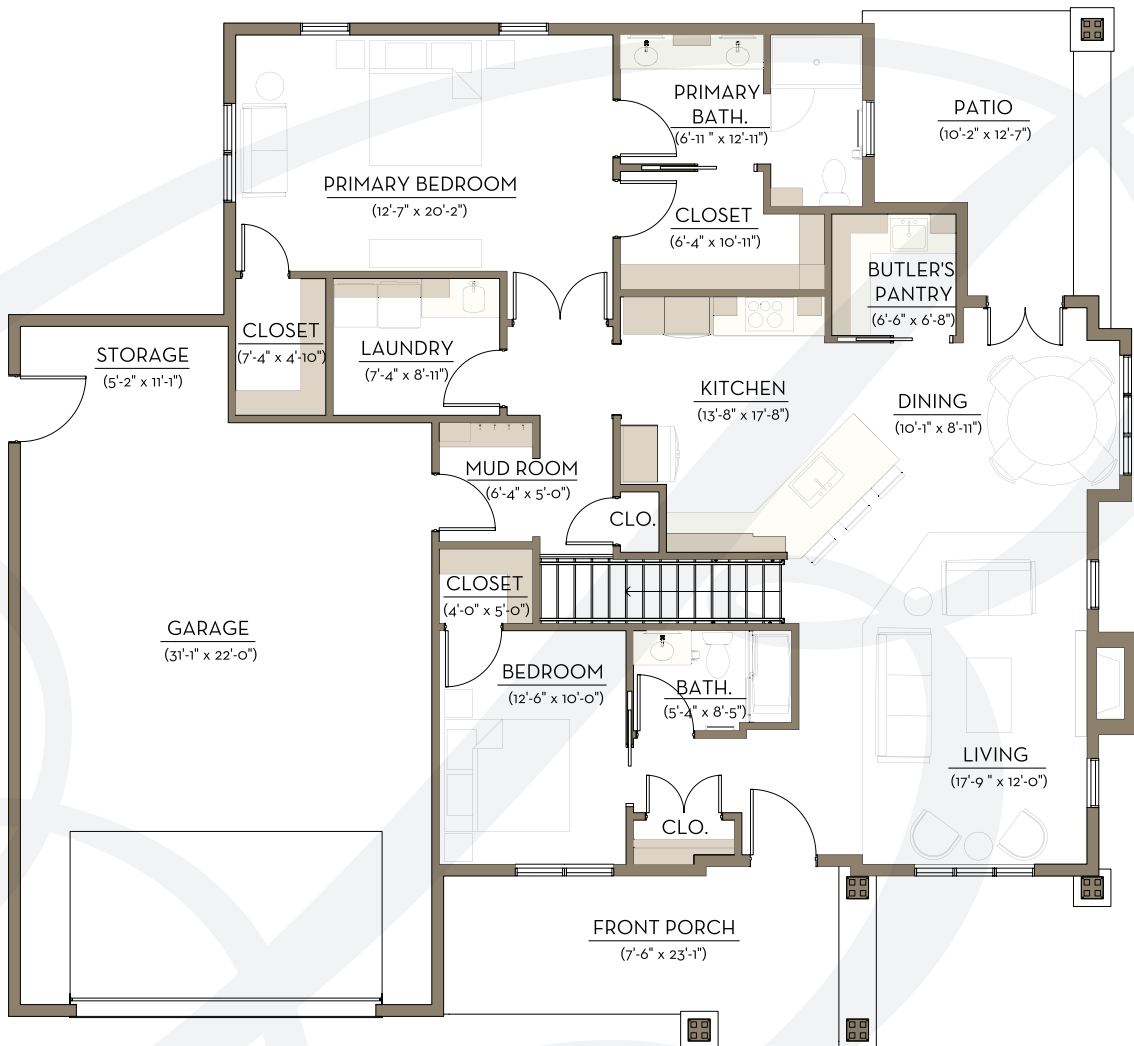 PRIMARY
BATH.
(6'-11 " x 12'-11")
PATIO
(10'-2" x 12'-7")
PRIMARY BEDROOM
(12'-7" x 20'-2")
CLOSET
(6'-4" x 10'-11")
BUTLER'S
PANTRY
(6'-6" x 6'-8")
CLOSET
(7'-4" x 4'-10")
STORAGE
(5'-2" x 11'-1")
LAUNDRY
(7'-4" x 8'-11")
KITCHEN
(13'-8" x 17'-8")
DINING
(10'-1" x 8'-11")
MUD ROOM
(6'-4" x 5'-0")
CLO.
CLOSET
(4'-0" x 5'-0")
GARAGE
(31'-1" x 22'-0")
BEDROOM
(12'-6" x 10'-0")
BATH.
(5'-4" x 8'-5")
LIVING
(17'-9 " x 12'-0")
CLO.
FRONT PORCH
(7'-6" x 23'-1")